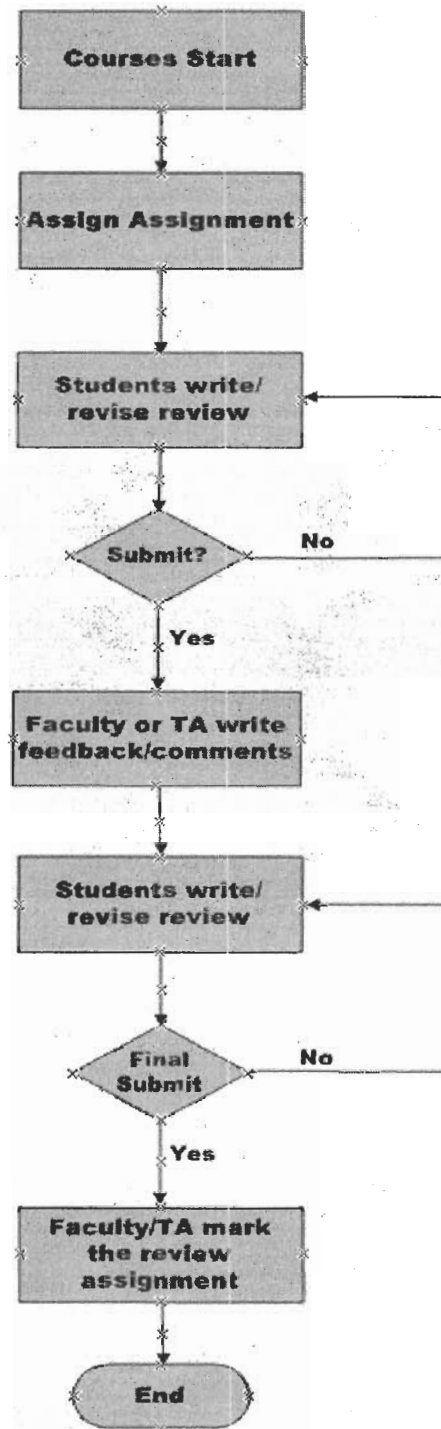 Courses Start
Assign Assignment
Students write/
revise review
Submit?
No
Yes
Faculty or TA write
feedback/comments
Students write/
revise review
Final
Submit
No
Yes
Faculty/TA mark
the review
assignment
End